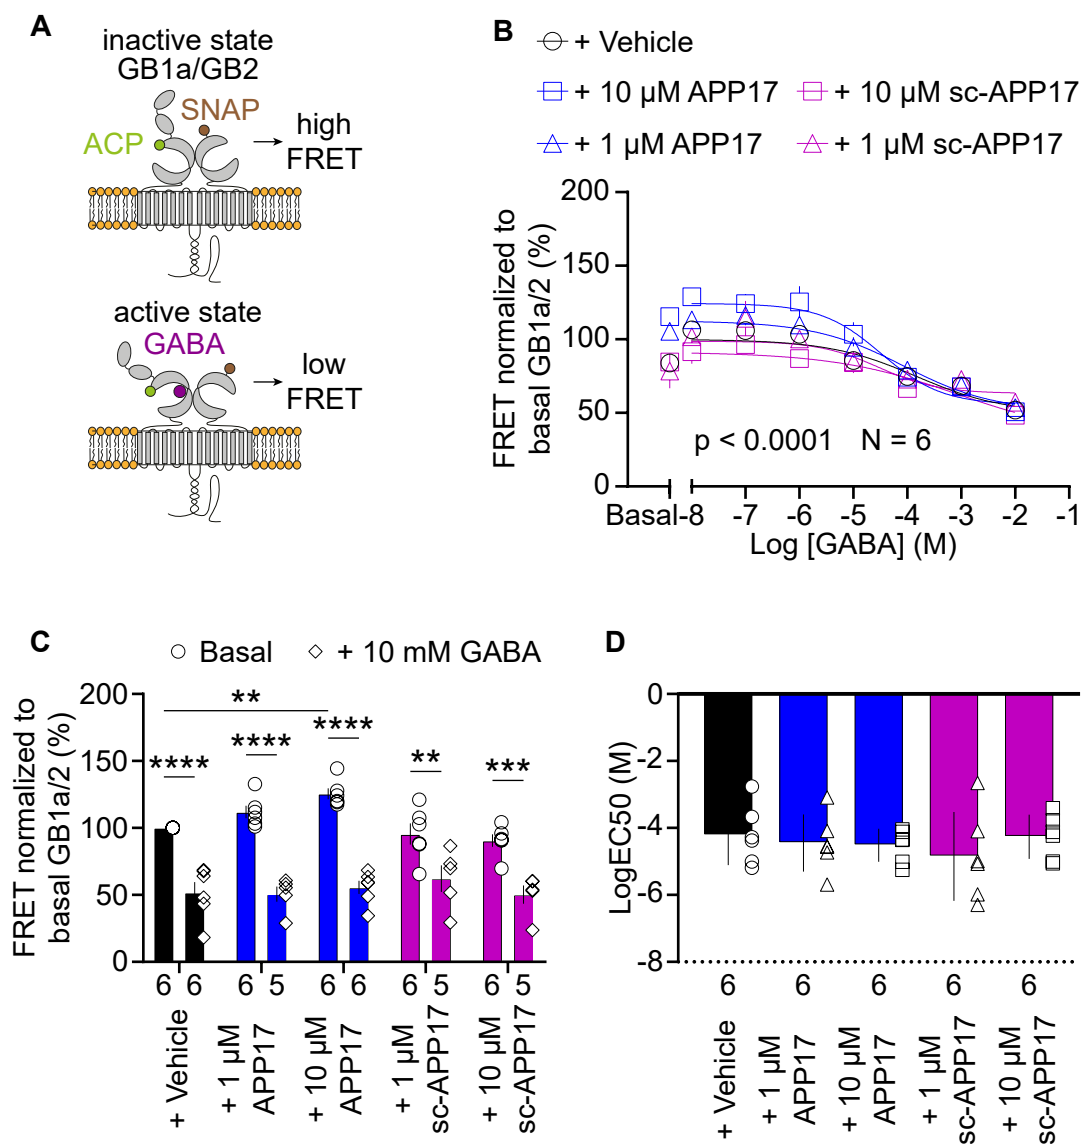 A
inactive state
GB1a/GB2
SNAP
ACP
high
FRET
active state
GABA
low
FRET
B
+ Vehicle
+ 10 µM APP17
+ 10 µM sc-APP17
+ 1 µM APP17
+ 1 µM sc-APP17
FRET normalized to
basal GB1a/2 (%)
200
150
100
50
0
p < 0.0001 N = 6
Basal -8 -7 -6 -5 -4 -3 -2 -1
Log [GABA] (M)
C
Basal
+ 10 mM GABA
FRET normalized to
basal GB1a/2 (%)
200
150
100
50
0
**
****
****
****
**
***
6 6 6 5 6 6 6 5 6 5
+ Vehicle
+ 1 µM
APP17
+ 10 µM
APP17
+ 1 µM
sc-APP17
+ 10 µM
sc-APP17
D
LogEC50 (M)
0
-2
-4
-6
-8
6 6 6 6 6
+ Vehicle
+ 1 µM
APP17
+ 10 µM
APP17
+ 1 µM
sc-APP17
+ 10 µM
sc-APP17